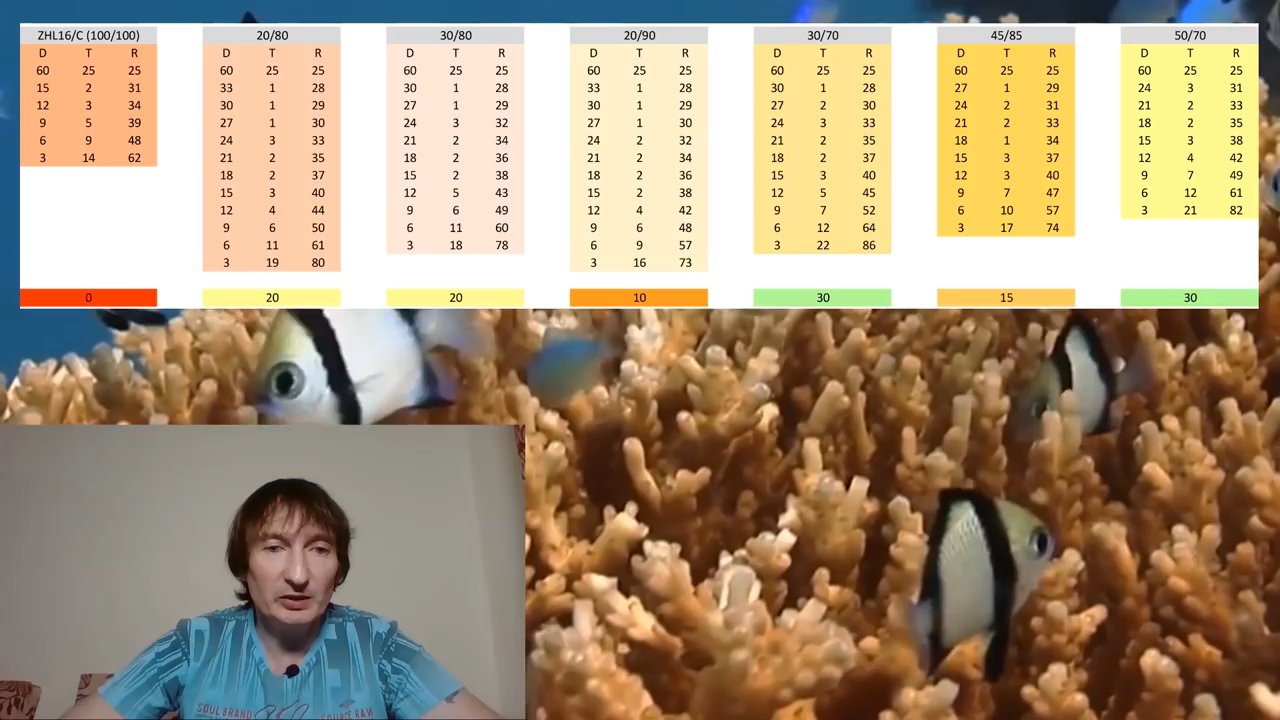 ZHL16/C (100/100) 20/80 30/80 20/90 30/70 45/85 50/70
D T R D T R D T R D T R D T R D T R D T R
60 25 25 60 25 25 60 25 25 60 25 25 60 25 25 60 25 25 60 25 25
15 2 31 33 1 28 30 1 28 33 1 28 30 1 28 27 1 29 24 3 31
12 3 34 30 1 29 27 1 29 30 1 29 27 2 30 24 2 31 21 2 33
9 5 39 27 1 30 24 3 32 27 1 30 24 3 33 21 2 33 18 2 35
6 9 48 24 3 33 21 2 34 24 2 32 21 2 35 18 1 34 15 3 38
3 14 62 21 2 35 18 2 36 21 2 34 18 2 37 15 3 37 12 4 42
18 2 37 15 2 38 18 2 36 15 3 40 12 3 40 9 7 49
15 3 40 12 5 43 15 2 38 12 5 45 9 7 47 6 12 61
12 4 44 9 6 49 12 4 42 9 7 52 6 10 57 3 21 82
9 6 50 6 11 60 9 6 48 6 12 64 3 17 74
6 11 61 3 18 78 6 9 57 3 22 86
3 19 80 3 16 73
0 20 20 10 30 15 30
SOUL BRAND SOURCE RAW